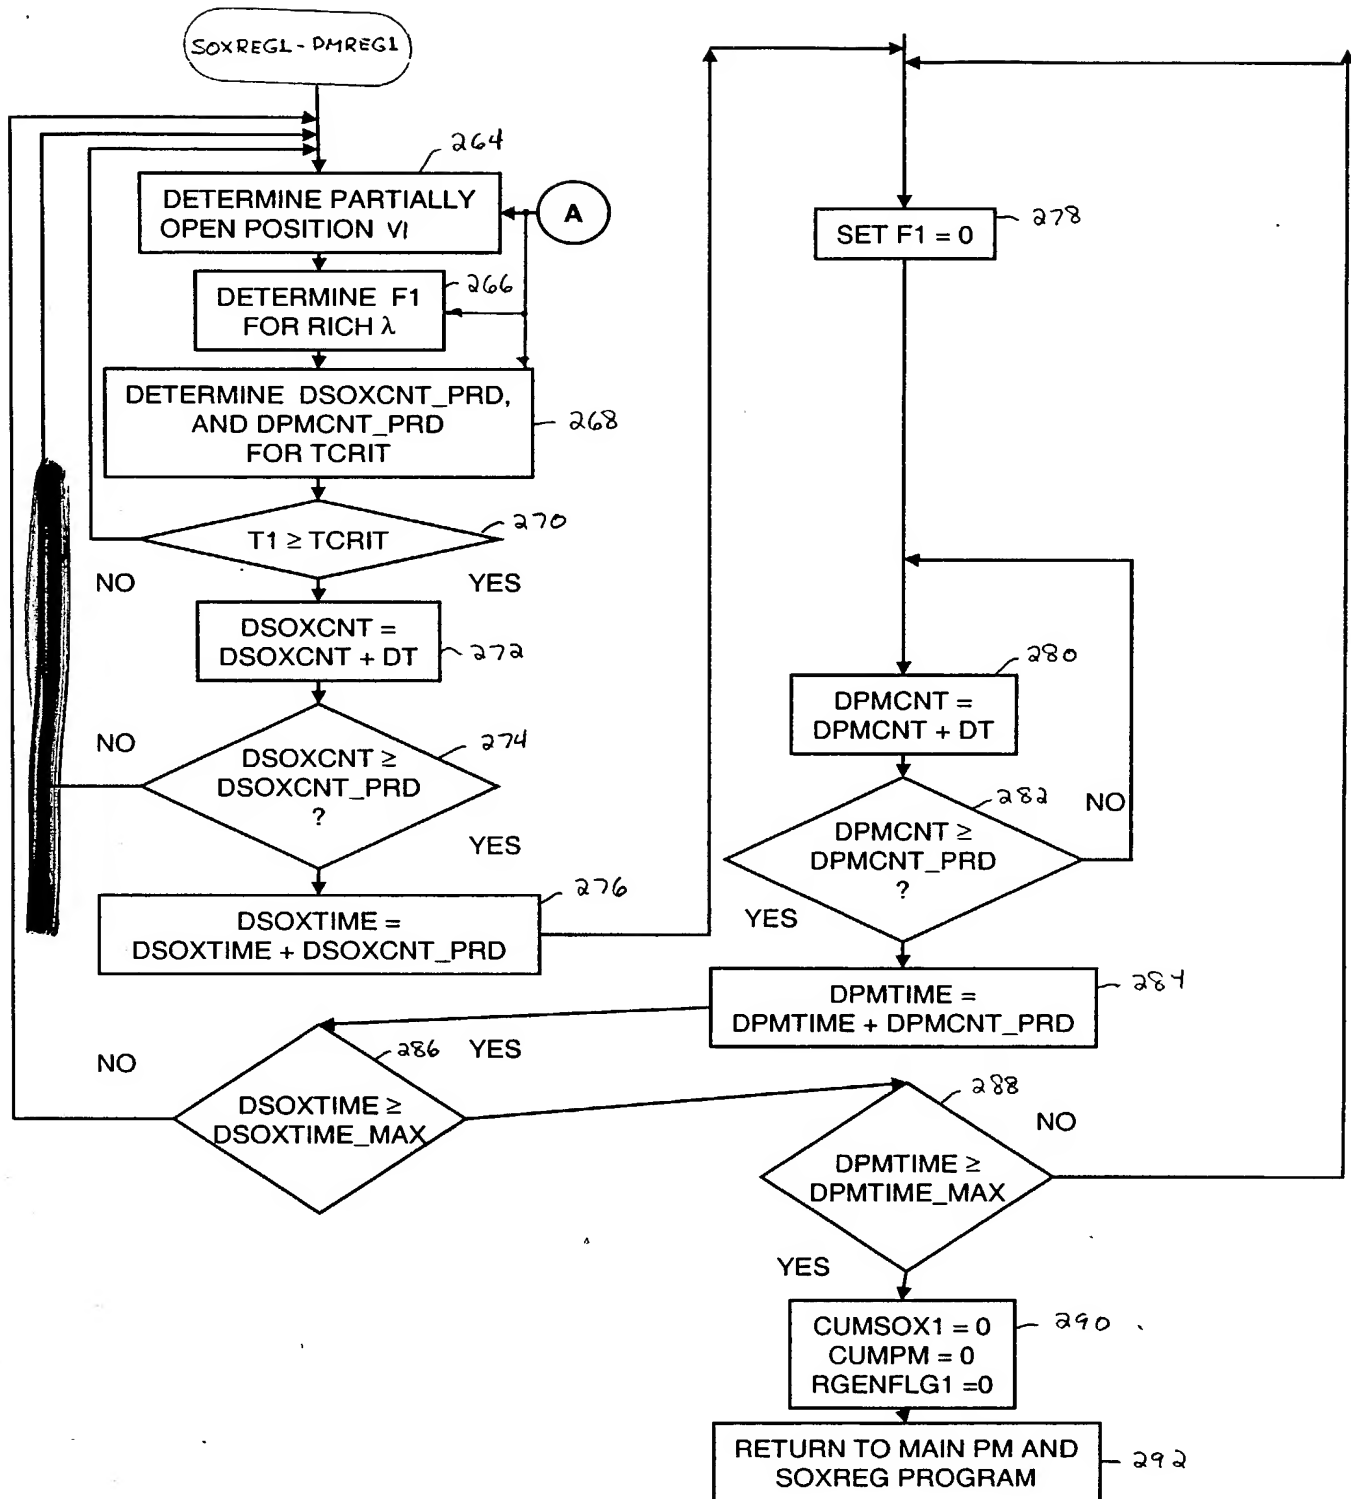 SOXREG1-DMREG1
264
DETERMINE PARTIALLY
OPEN POSITION V1
A
266
DETERMINE F1
FOR RICH λ
DETERMINE DSOXCNT_PRD,
AND DPMCNT_PRD
FOR TCRIT
268
270
T1 ≥ TCRIT
NO
YES
DSOXCNT =
DSOXCNT + DT
272
NO
274
DSOXCNT ≥
DSOXCNT_PRD
?
YES
276
DSOXTIME =
DSOXTIME + DSOXCNT_PRD
278
SET F1 = 0
280
DPMCNT =
DPMCNT + DT
282
NO
DPMCNT ≥
DPMCNT_PRD
?
YES
284
DPMTIME =
DPMTIME + DPMCNT_PRD
NO
286
YES
DSOXTIME ≥
DSOXTIME_MAX
288
NO
DPMTIME ≥
DPMTIME_MAX
YES
CUMSOX1 = 0
CUMPM = 0
RGENFLG1 =0
290
RETURN TO MAIN PM AND
SOXREG PROGRAM
292